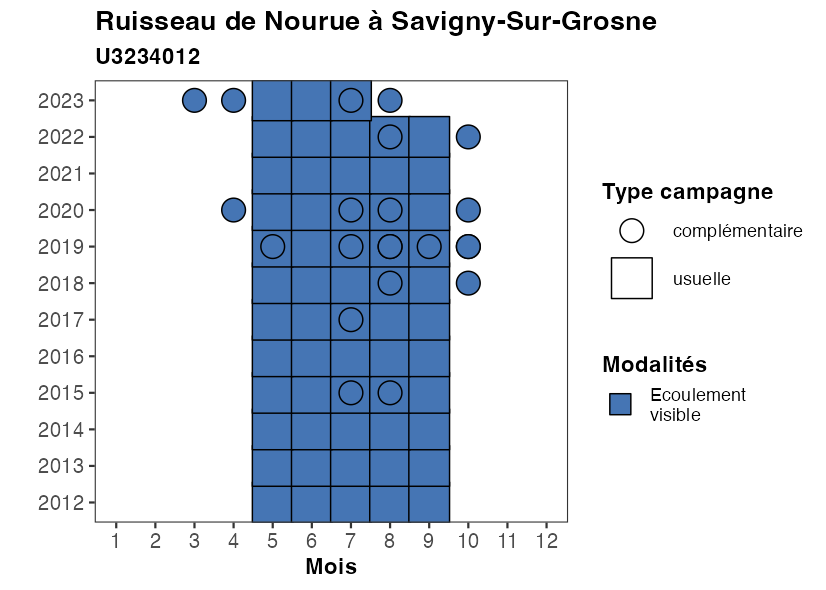 Ruisseau de Nourue à Savigny-Sur-Grosne
U3234012
2023
2022
2021
2020
2019
2018
2017
2016
2015
2014
2013
2012
1 2 3 4 5 6 7 8 9 10 11 12
Mois
Type campagne
complémentaire
usuelle
Modalités
Ecoulement
visible